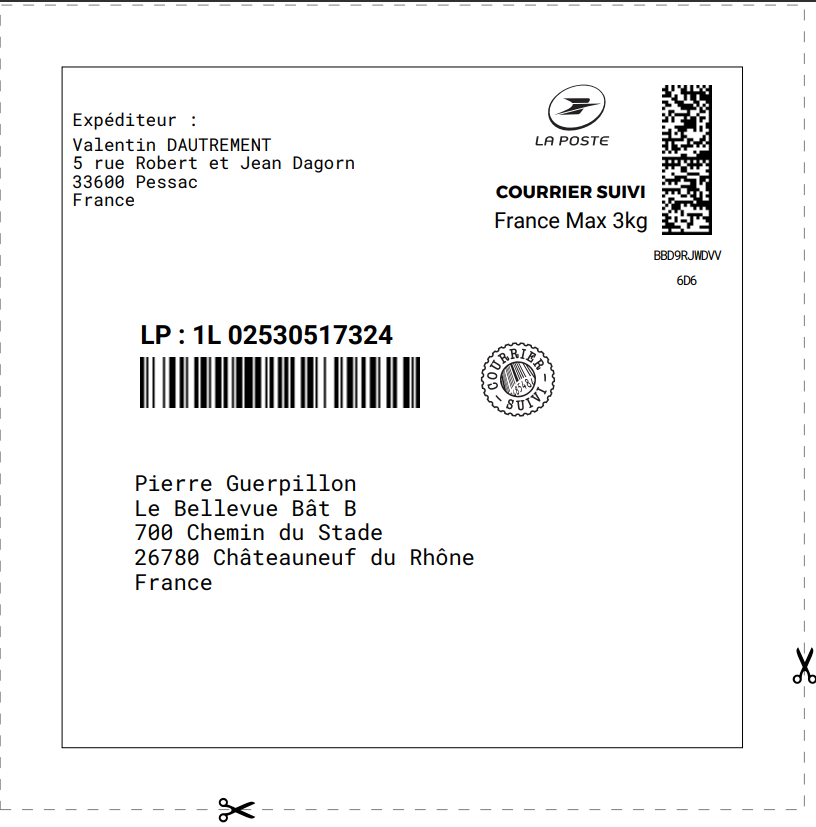 Expéditeur :
Valentin DAUTREMENT
5 rue Robert et Jean Dagorn
33600 Pessac
France
LA POSTE
COURRIER SUIVI
France Max 3kg
BBD9RJWDVV
6D6
LP : 1L 02530517324
COURRIER
SUIVI
Pierre Guerpillon
Le Bellevue Bât B
700 Chemin du Stade
26780 Châteauneuf du Rhône
France